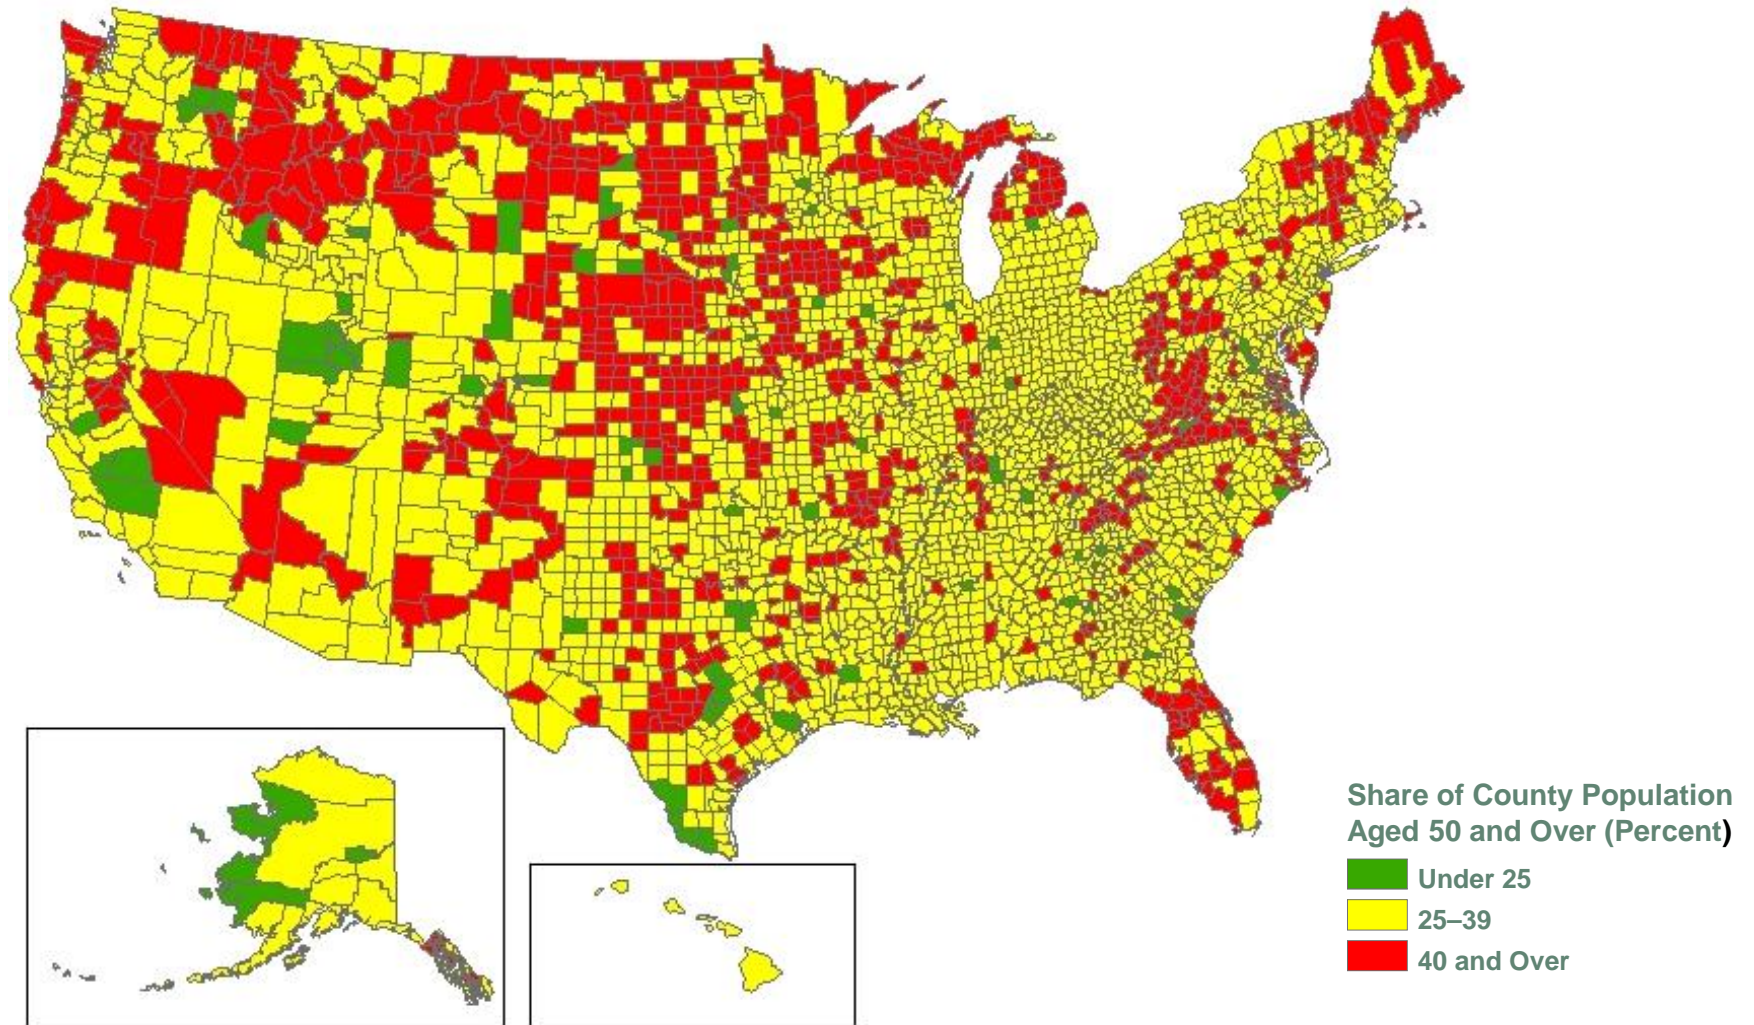 Share of County Population
Aged 50 and Over (Percent)
Under 25
25–39
40 and Over